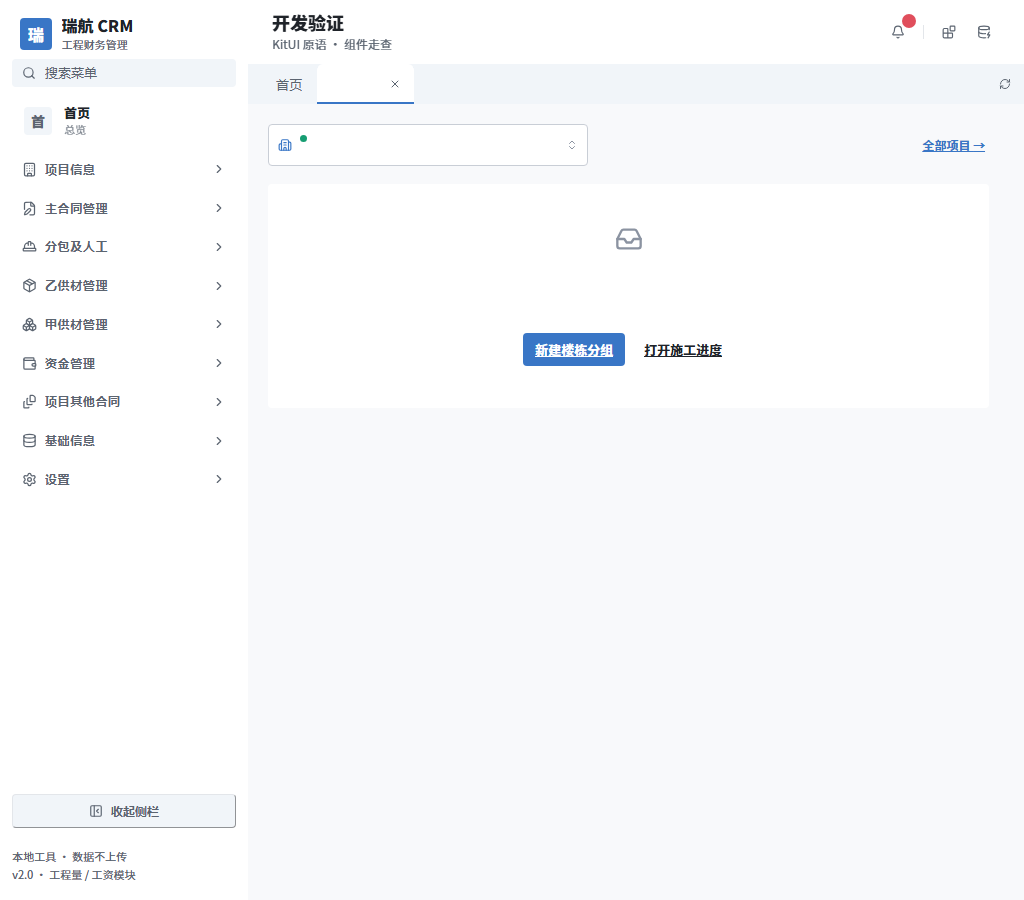 瑞
瑞航 CRM
工程财务管理
搜索菜单
首
首页
总览
项目信息
主合同管理
分包及人工
乙供材管理
甲供材管理
资金管理
项目其他合同
基础信息
设置
收起侧栏
本地工具 · 数据不上传
v2.0 · 工程量 / 工资模块
开发验证
KitUI 原语 · 组件走查
首页
全部项目 →
新建楼栋分组
打开施工进度